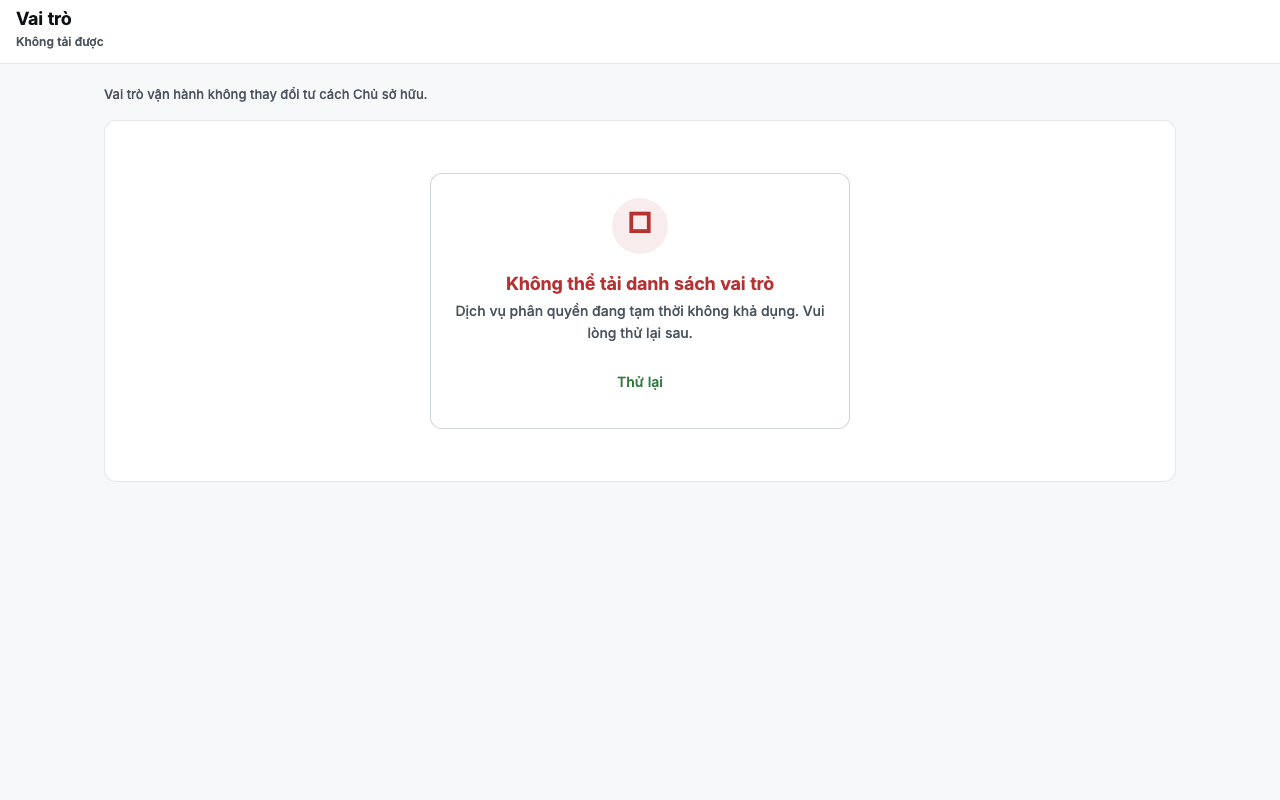 Vai trò
Không tải được
Vai trò vận hành không thay đổi tư cách Chủ sở hữu.
Không thể tải danh sách vai trò
Dịch vụ phân quyền đang tạm thời không khả dụng. Vui
lòng thử lại sau.
Thử lại